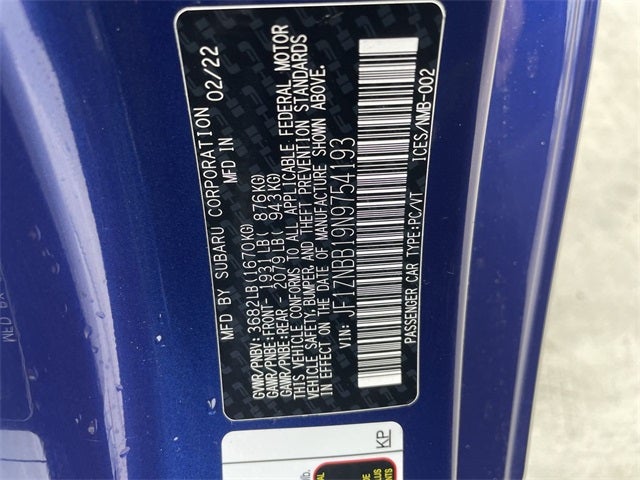 MFD BY SUBARU CORPORATION
MFD IN 02/22
GVWR/PNBV: 3682LB(1670KG)
GAWR/PNBE:FRONT- 1931LB( 876KG)
GAWR/PNBE:REAR - 2079LB( 943KG)
THIS VEHICLE CONFORMS TO ALL APPLICABLE FEDERAL MOTOR
VEHICLE SAFETY,BUMPER, AND THEFT PREVENTION STANDARDS
IN EFFECT ON THE DATE OF MANUFACTURE SHOWN ABOVE.
VIN: JF1ZNBB19N9754193
PASSENGER CAR TYPE:PC/VT ICES/NMB-002
KP